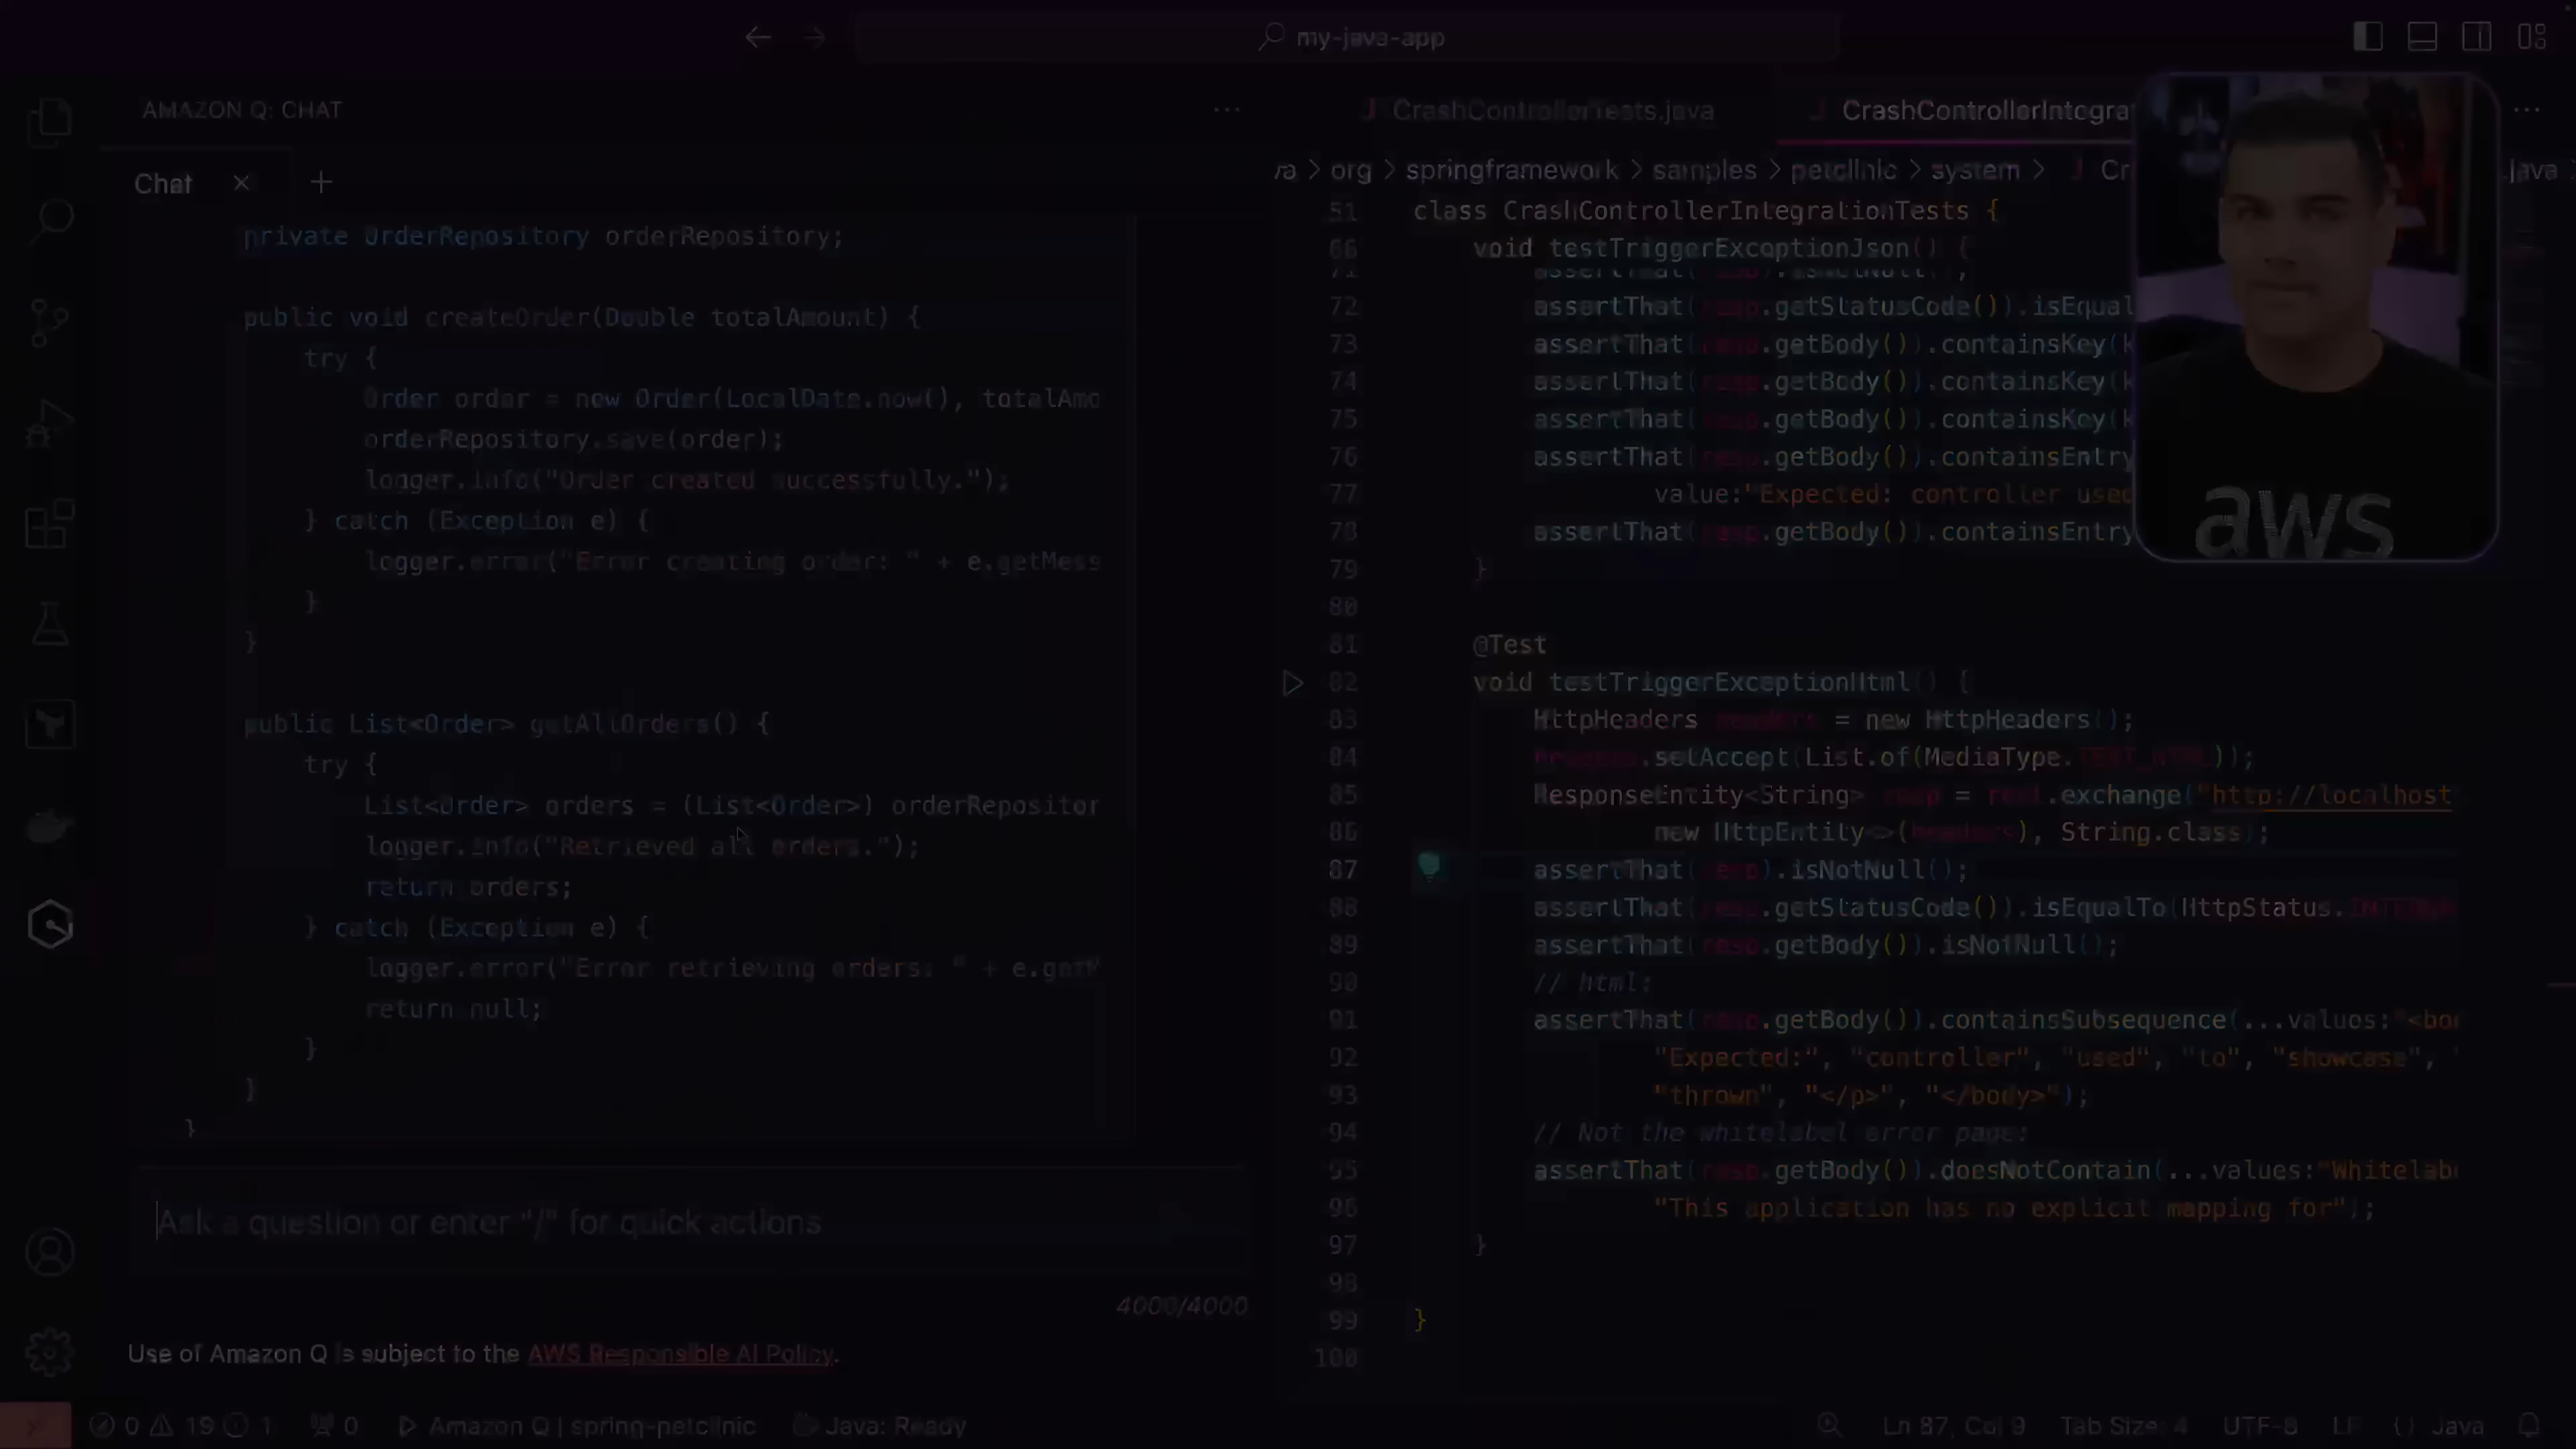 my-java-app
AMAZON Q: CHAT
Chat
private OrderRepository orderRepository;
public void createOrder(Double totalAmount) {
try {
Order order = new Order(LocalDate.now(), totalAmo
orderRepository.save(order);
logger.info("Order created successfully.");
} catch (Exception e) {
logger.error("Error creating order: " + e.getMess
}
}
public List<Order> getAllOrders() {
try {
List<Order> orders = (List<Order>) orderRepositor
logger.info("Retrieved all orders.");
return orders;
} catch (Exception e) {
logger.error("Error retrieving orders: " + e.getM
return null;
}
}
}
Ask a question or enter "/" for quick actions
4000/4000
Use of Amazon Q is subject to the AWS Responsible AI Policy.
CrashControllerTests.java
CrashControllerIntegrat
va > org > springframework > samples > petclinic > system > Cr
.java
51 class CrashControllerIntegrationTests {
66 void testTriggerExceptionJson() {
71 assertThat(resp).isNotNull();
72 assertThat(resp.getStatusCode()).isEqual
73 assertThat(resp.getBody()).containsKey(k
74 assertThat(resp.getBody()).containsKey(k
75 assertThat(resp.getBody()).containsKey(k
76 assertThat(resp.getBody()).containsEntry
77 value:"Expected: controller used
78 assertThat(resp.getBody()).containsEntry
79 }
80
81 @Test
82 void testTriggerExceptionHtml() {
83 HttpHeaders headers = new HttpHeaders();
84 headers.setAccept(List.of(MediaType.TEXT_HTML));
85 ResponseEntity<String> resp = rest.exchange("http://localhost
86 new HttpEntity<>(headers), String.class);
87 assertThat(resp).isNotNull();
88 assertThat(resp.getStatusCode()).isEqualTo(HttpStatus.INTERNA
89 assertThat(resp.getBody()).isNotNull();
90 // html:
91 assertThat(resp.getBody()).containsSubsequence(...values:"<bod
92 "Expected:", "controller", "used", "to", "showcase", "
93 "thrown", "</p>", "</body>");
94 // Not the whitelabel error page:
95 assertThat(resp.getBody()).doesNotContain(...values:"Whitelabe
96 "This application has no explicit mapping for");
97 }
98
99 }
100
aws
0 19 1 0 Amazon Q | spring-petclinic Java: Ready
Ln 87, Col 9 Tab Size: 4 UTF-8 LF {} Java